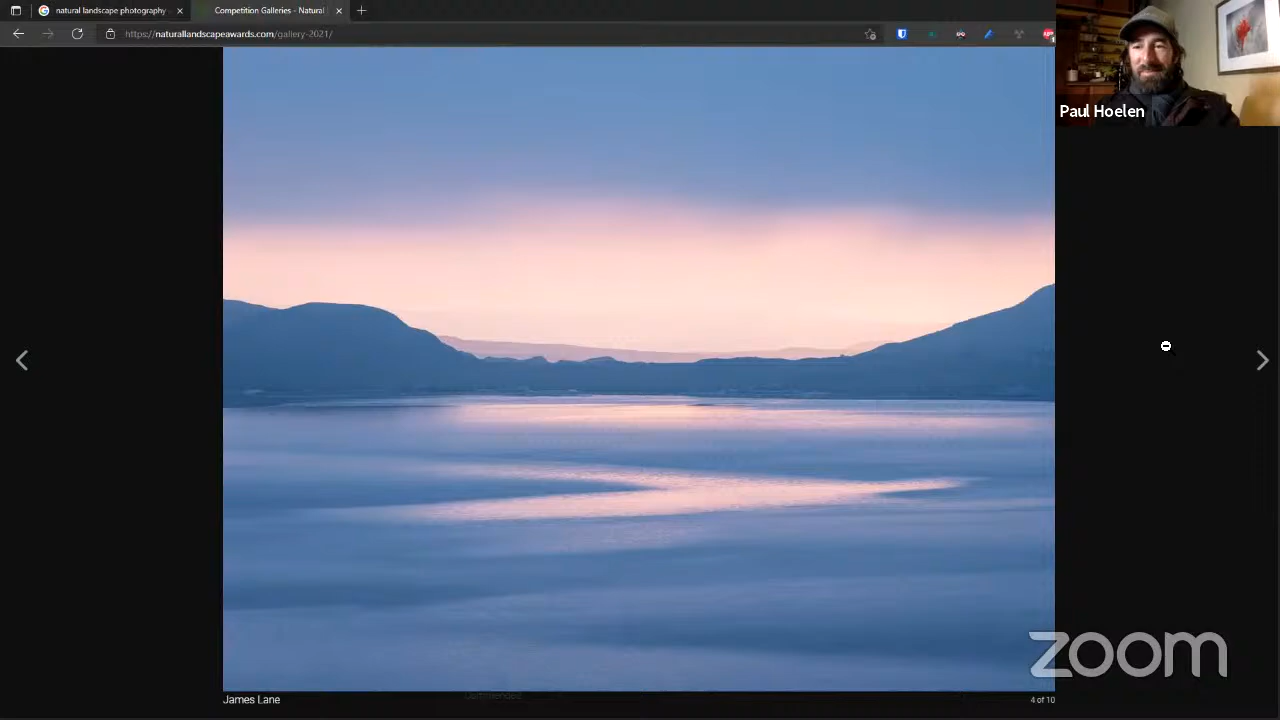 natural landscape photography
Competition Galleries - Natural
https://naturallandscapeawards.com/gallery-2021/
Paul Hoelen
zoom
James Lane
4 of 10